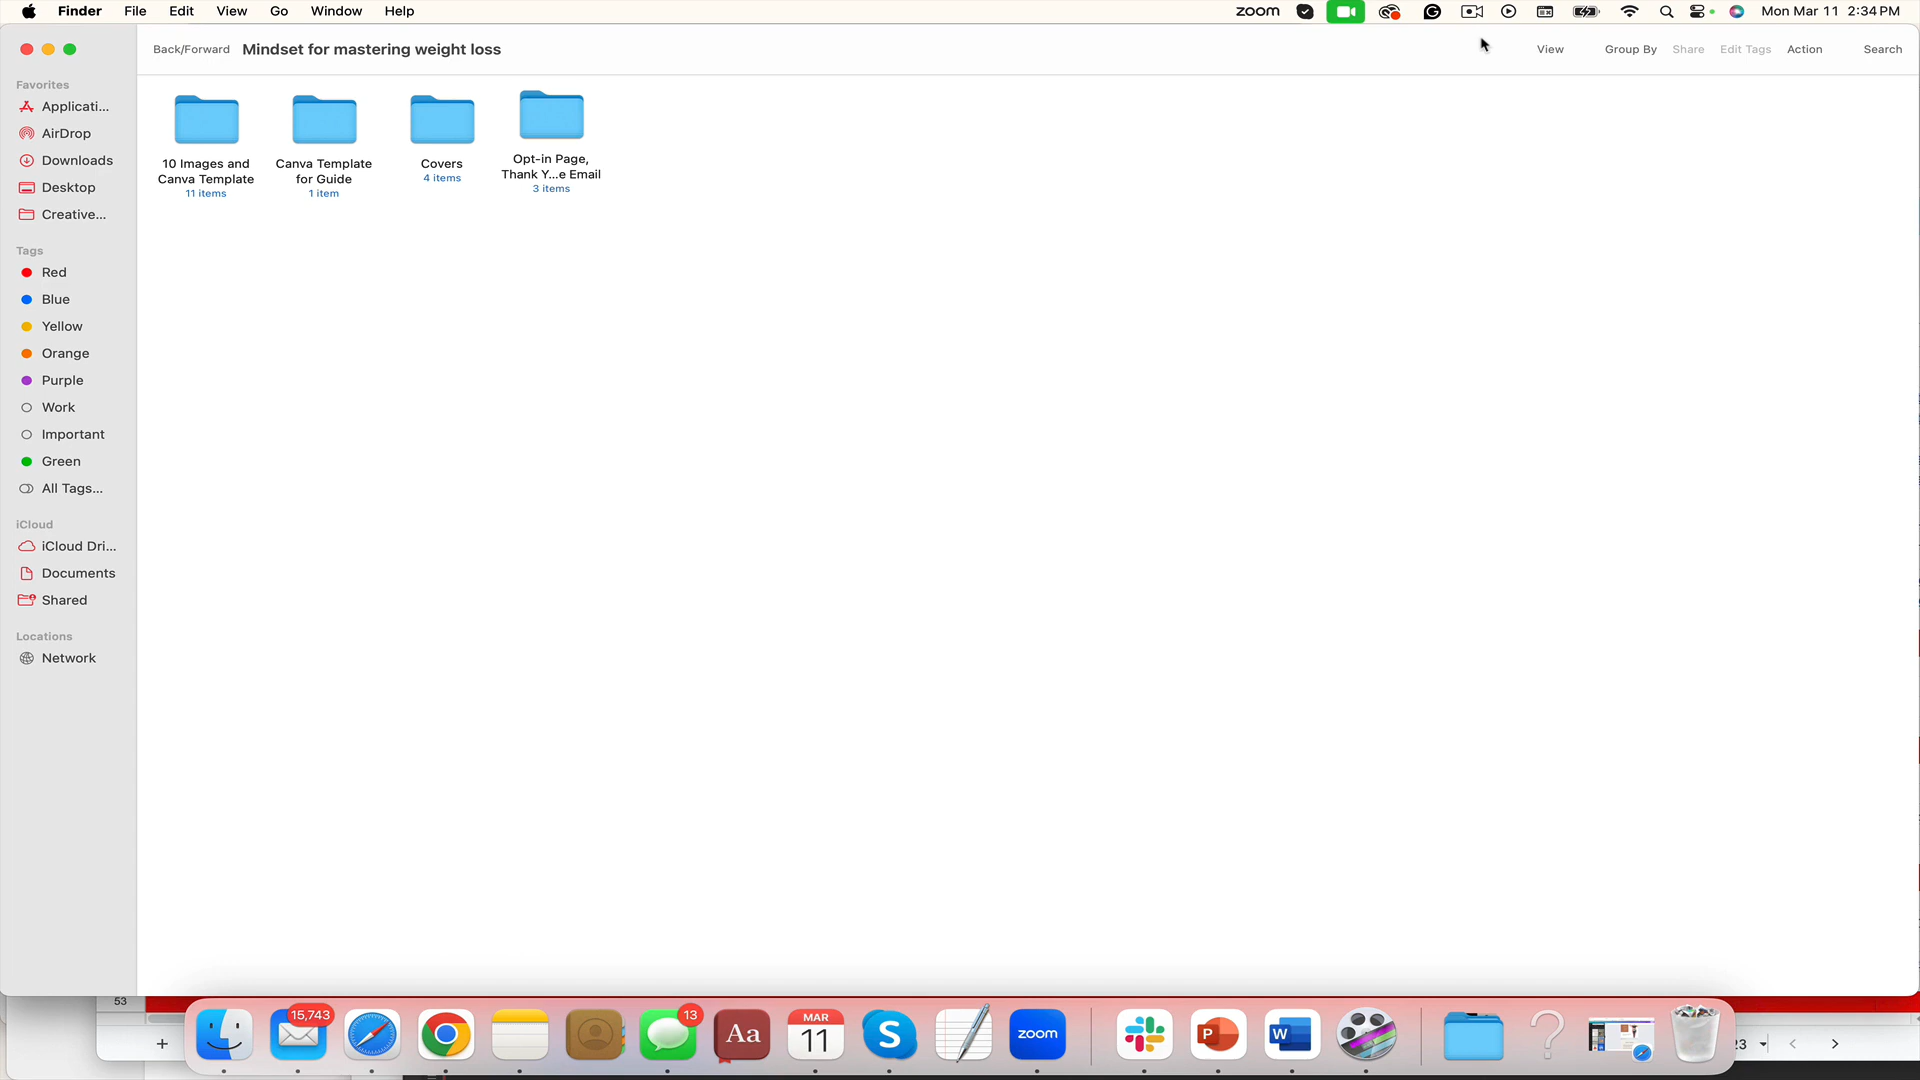 Finder File Edit View Go Window Help
zoom Mon Mar 11 2:34 PM
Back/Forward Mindset for mastering weight loss
View Group By Share Edit Tags Action Search
Favorites
Applicati...
AirDrop
Downloads
Desktop
Creative...
Tags
Red
Blue
Yellow
Orange
Purple
Work
Important
Green
All Tags...
iCloud
iCloud Dri...
Documents
Shared
Locations
Network
10 Images and
Canva Template
11 items
Canva Template
for Guide
1 item
Covers
4 items
Opt-in Page,
Thank Y...e Email
3 items
53
15,743
13
Aa
MAR
11
S
zoom
P
W
?
23